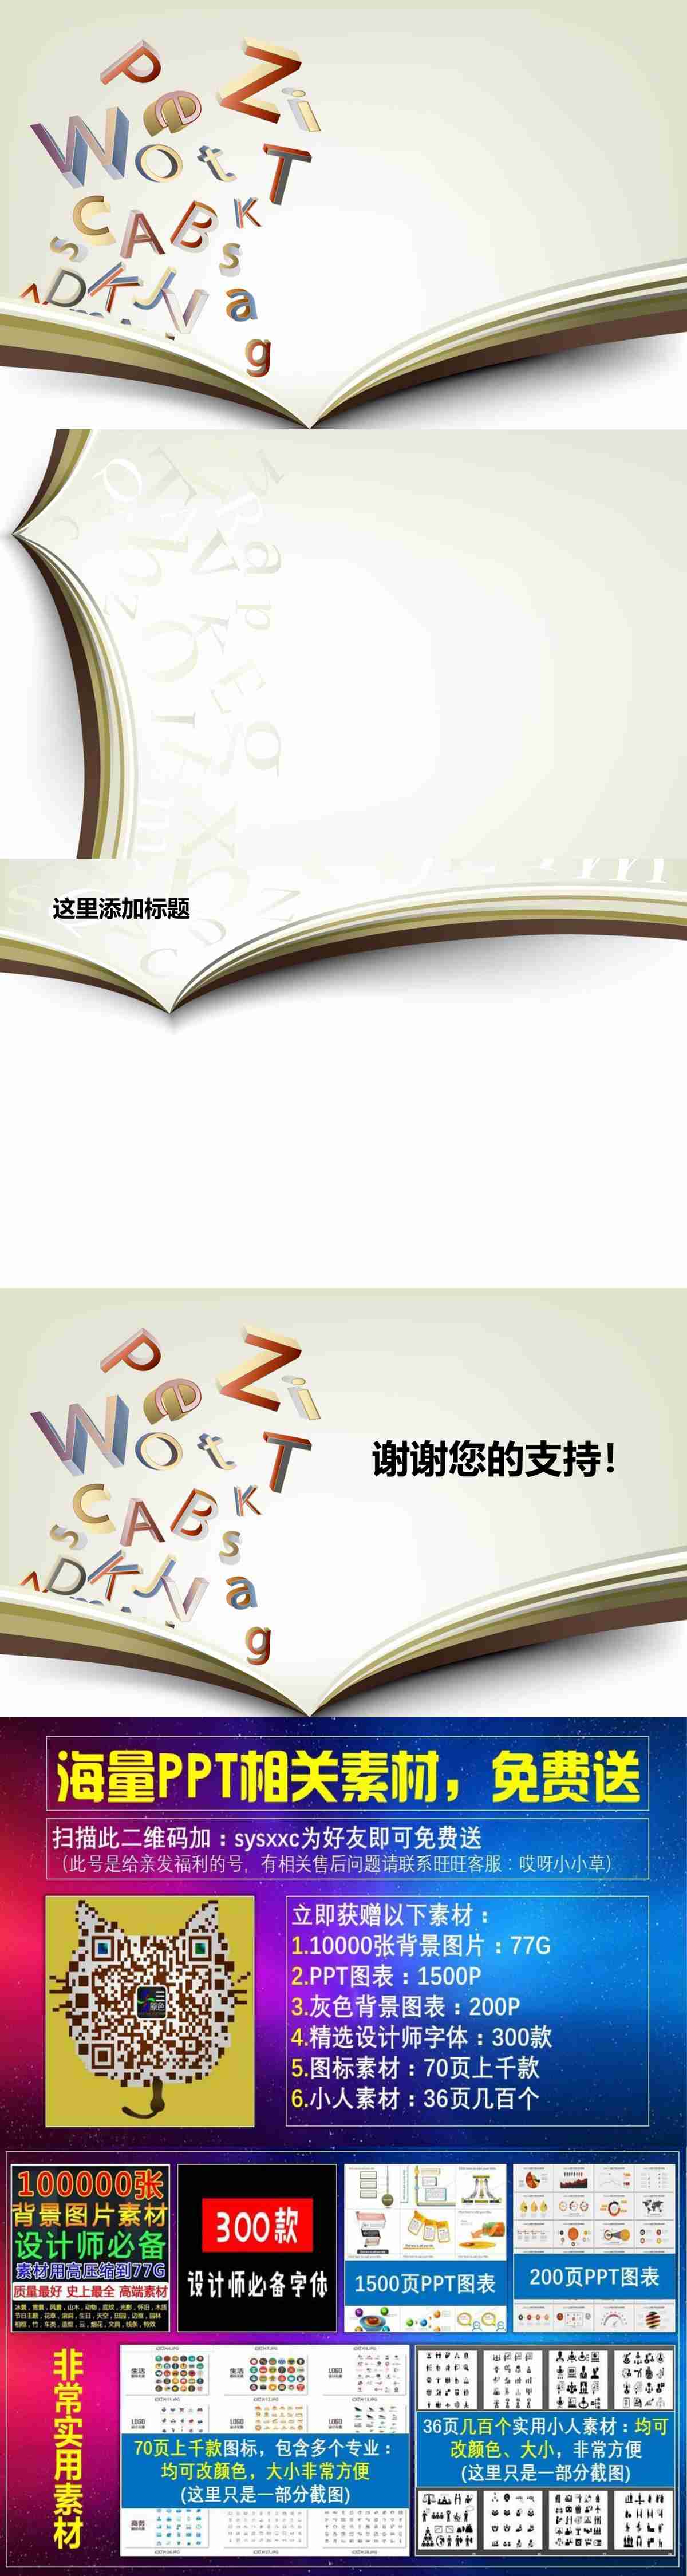 P
Z
e
i
W
o
t
T
C
A
B
K
s
S
D
K
J
V
a
g
这里添加标题
P
Z
e
i
W
o
t
T
C
A
B
K
s
S
D
K
J
V
a
g
谢谢您的支持！
海量PPT相关素材，免费送
扫描此二维码加：sysxxc为好友即可免费送
（此号是给亲发福利的号，有相关售后问题请联系旺旺客服：哎呀小小草）
原色
立即获赠以下素材：
1.10000张背景图片：77G
2.PPT图表：1500P
3.灰色背景图表：200P
4.精选设计师字体：300款
5.图标素材：70页上千款
6.小人素材：36页几百个
100000张
背景图片素材
设计师必备
素材用高压缩到77G
质量最好 史上最全 高端素材
300款
设计师必备字体
1500页PPT图表
200页PPT图表
非常实用素材
生活
生活
LOGO
LOGO
LOGO
商务
70页上千款图标，包含多个专业：
均可改颜色，大小非常方便
(这里只是一部分截图)
36页几百个实用小人素材：均可
改颜色、大小，非常方便
(这里只是一部分截图)